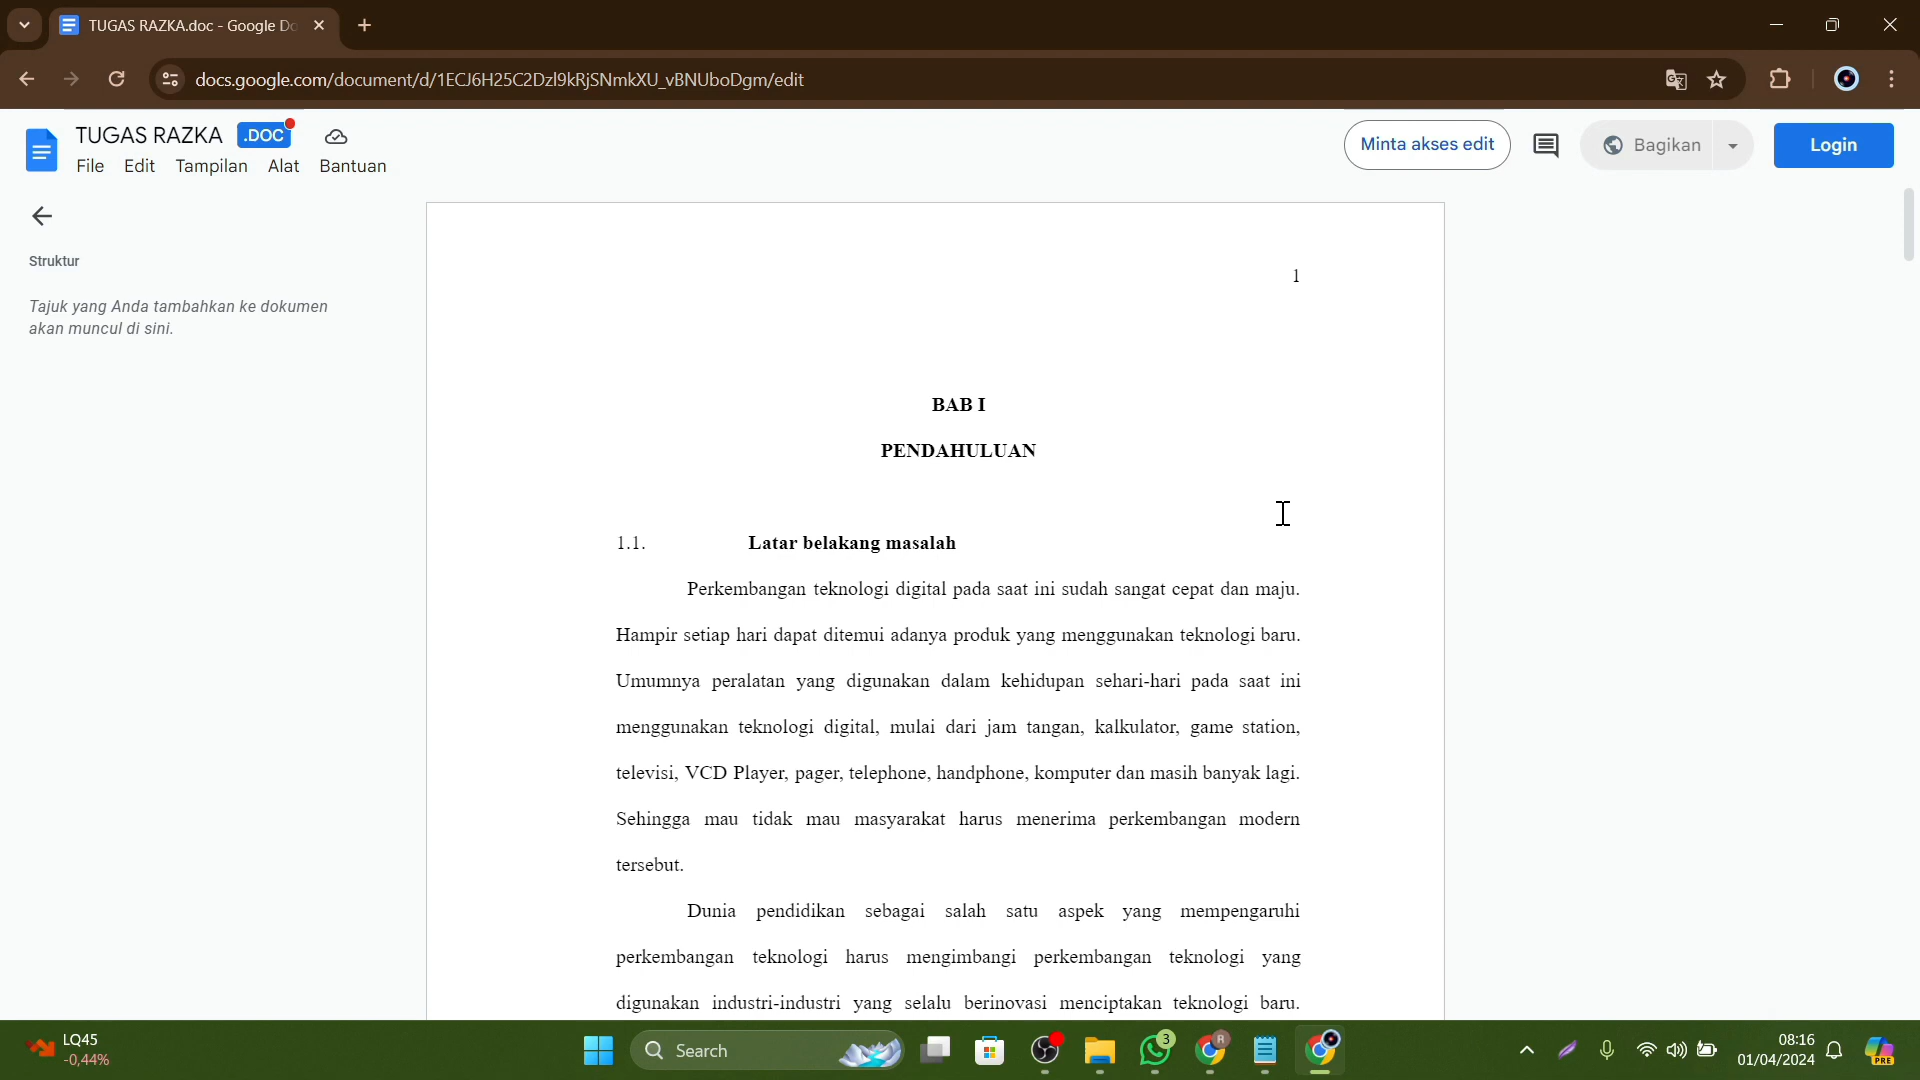 TUGAS RAZKA.doc - Google Do
docs.google.com/document/d/1ECJ6H25C2Dzl9kRjSNmkXU_vBNUboDgm/edit
TUGAS RAZKA .DOC
File Edit Tampilan Alat Bantuan
Minta akses edit
Bagikan
Login
Struktur
Tajuk yang Anda tambahkan ke dokumen
akan muncul di sini.
1
BAB I
PENDAHULUAN
1.1. Latar belakang masalah
Perkembangan teknologi digital pada saat ini sudah sangat cepat dan maju.
Hampir setiap hari dapat ditemui adanya produk yang menggunakan teknologi baru.
Umumnya peralatan yang digunakan dalam kehidupan sehari-hari pada saat ini
menggunakan teknologi digital, mulai dari jam tangan, kalkulator, game station,
televisi, VCD Player, pager, telephone, handphone, komputer dan masih banyak lagi.
Sehingga mau tidak mau masyarakat harus menerima perkembangan modern
tersebut.
Dunia pendidikan sebagai salah satu aspek yang mempengaruhi
perkembangan teknologi harus mengimbangi perkembangan teknologi yang
digunakan industri-industri yang selalu berinovasi menciptakan teknologi baru.
LQ45
-0,44%
Search
3
R
08:16
01/04/2024
PRE